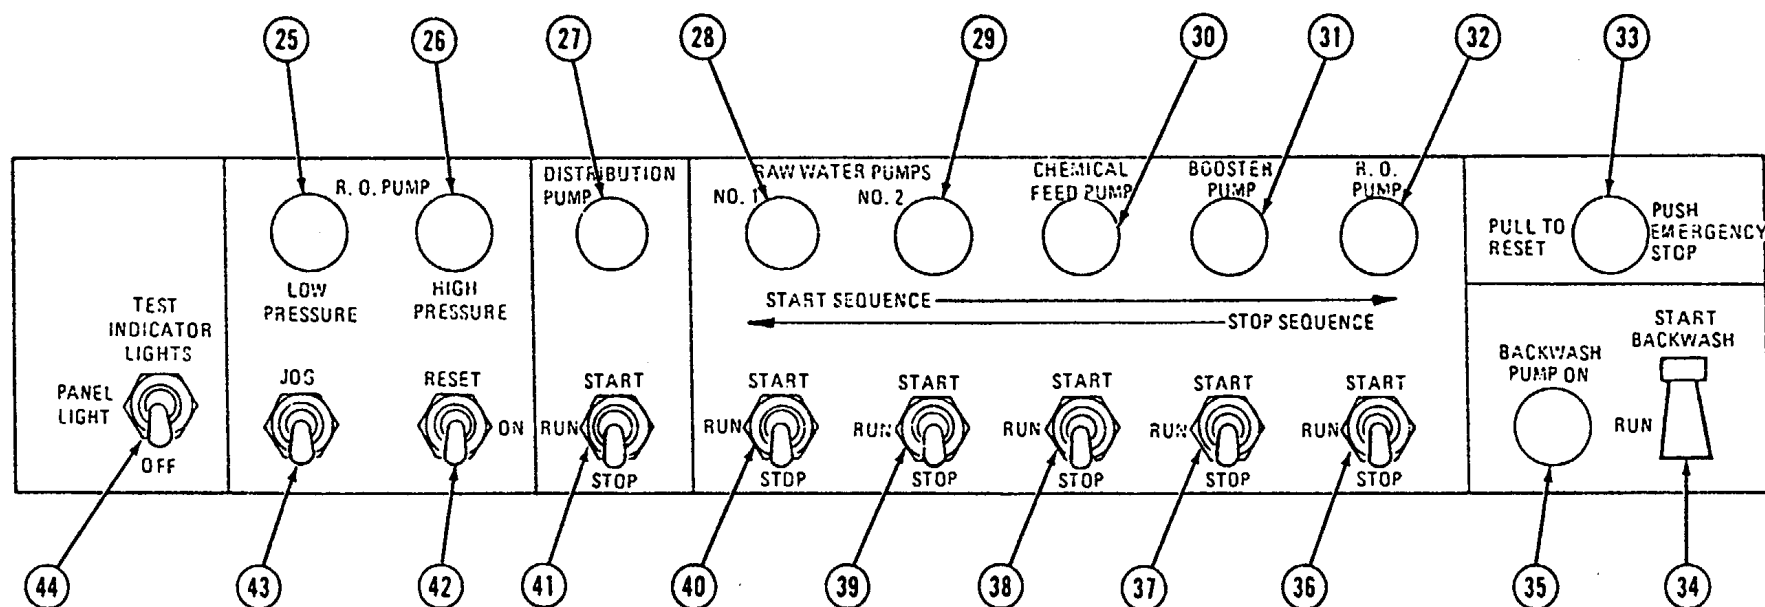 25 26 27 28 29 30 31 32 33
TEST
INDICATOR
LIGHTS
PANEL
LIGHT
OFF
R. O. PUMP
LOW
PRESSURE
HIGH
PRESSURE
JOG
RESET
ON
DISTRIBUTION
PUMP
START
RUN
STOP
RAW WATER PUMPS
NO. 1
NO. 2
CHEMICAL
FEED PUMP
BOOSTER
PUMP
R. O.
PUMP
START SEQUENCE
STOP SEQUENCE
START
RUN
STOP
START
RUN
STOP
START
RUN
STOP
START
RUN
STOP
START
RUN
STOP
PULL TO
RESET
PUSH
EMERGENCY
STOP
BACKWASH
PUMP ON
START
BACKWASH
RUN
44 43 42 41 40 39 38 37 36 35 34